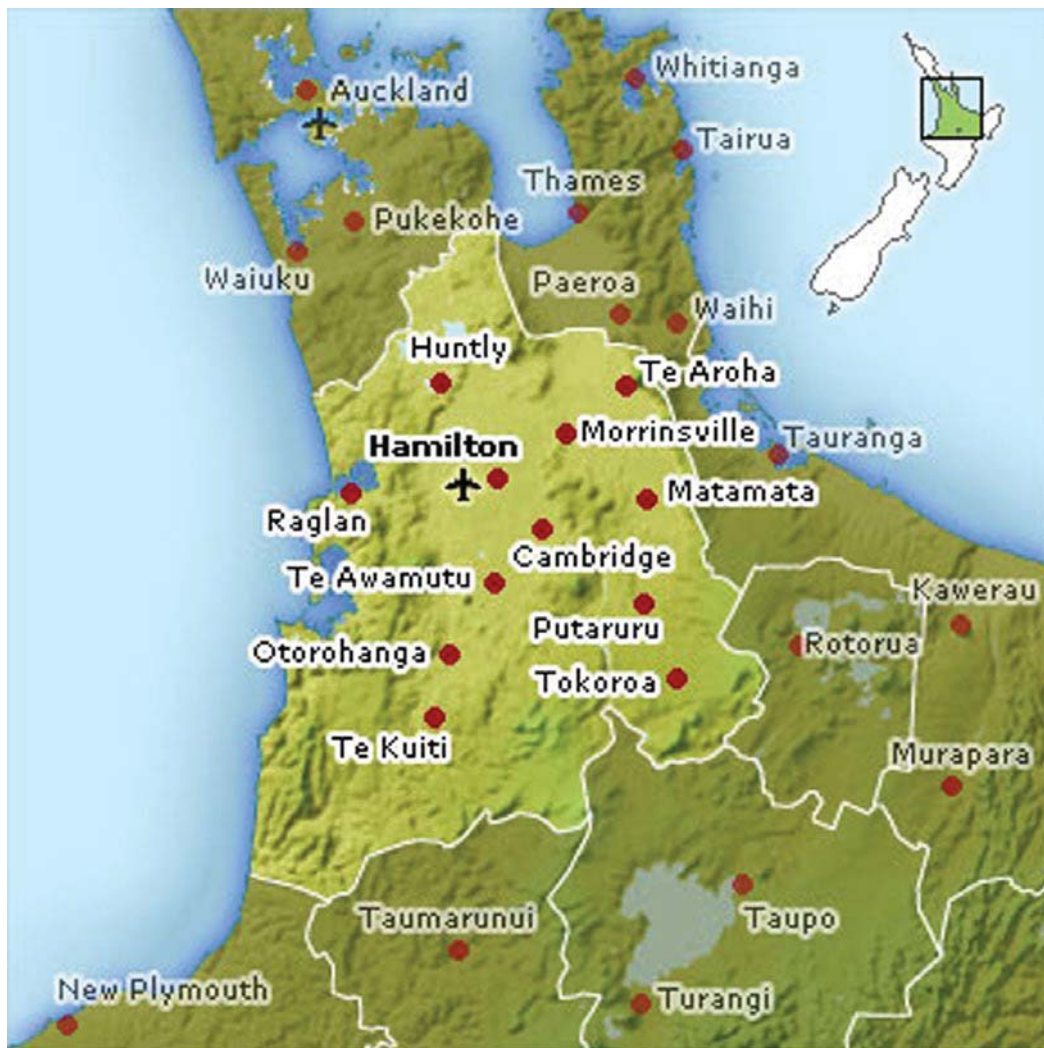 Whitianga
Auckland
Tairua
Thames
Pukekohe
Waiuku
Paeroa
Waihi
Huntly
Te Aroha
Morrinsville
Tauranga
Hamilton
Matamata
Raglan
Cambridge
Te Awamutu
Kawerau
Putaruru
Rotorua
Otorohanga
Tokoroa
Te Kuiti
Murapara
Taumarunui
Taupo
New Plymouth
Turangi